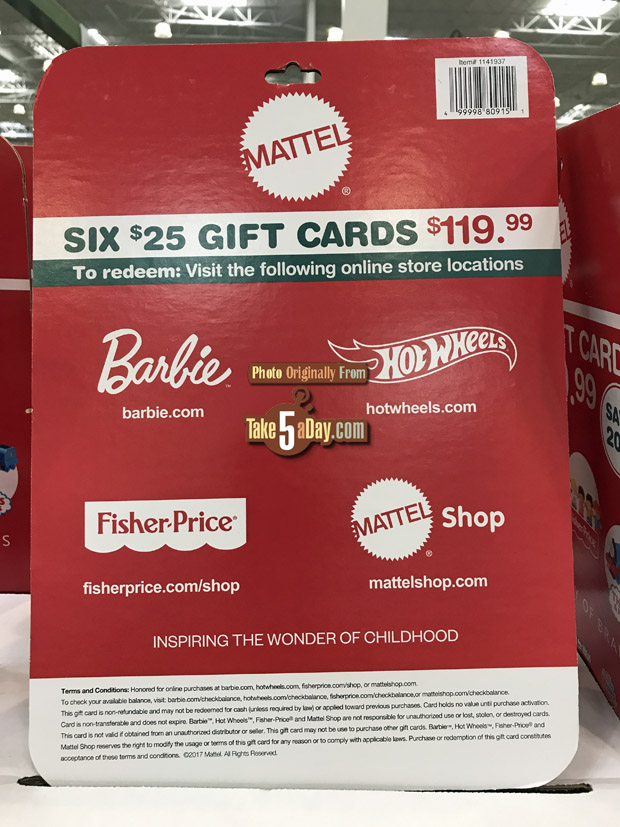 Item# 1141937
4 99998 80915 1
MATTEL
®
SIX $25 GIFT CARDS $119.99
To redeem: Visit the following online store locations
Barbie™
HOT WHEELS
barbie.com
hotwheels.com
Photo Originally From
Take 5 aDay.com
Fisher-Price®
MATTEL Shop
®
fisherprice.com/shop
mattelshop.com
INSPIRING THE WONDER OF CHILDHOOD
Terms and Conditions: Honored for online purchases at barbie.com, hotwheels.com, fisherprice.com/shop, or mattelshop.com.
To check your available balance, visit: barbie.com/checkbalance, hotwheels.com/checkbalance, fisherprice.com/checkbalance,or mattelshop.com/checkbalance.
This gift card is non-refundable and may not be redeemed for cash (unless required by law) or applied toward previous purchases. Card holds no value until purchase activation.
Card is non-transferable and does not expire. Barbie™, Hot Wheels™, Fisher-Price® and Mattel Shop are not responsible for unauthorized use or lost, stolen, or destroyed cards.
This card is not valid if obtained from an unauthorized distributor or seller. This gift card may not be use to purchase other gift cards. Barbie™, Hot Wheels™, Fisher-Price® and
Mattel Shop reserves the right to modify the usage or terms of this gift card for any reason or to comply with applicable laws. Purchase or redemption of this gift card constitutes
acceptance of these terms and conditions. ©2017 Mattel. All Rights Reserved.
T CARD
.99
SA
20
OF BRA
S